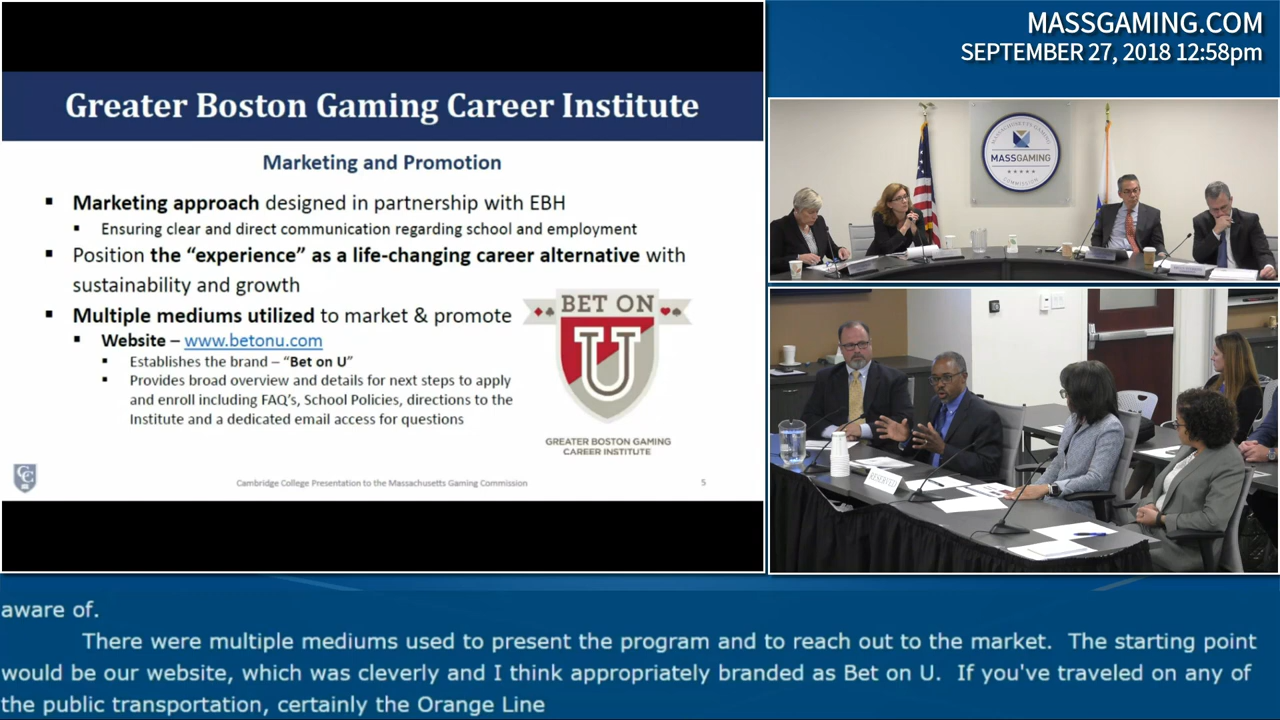 MASSGAMING.COM
SEPTEMBER 27, 2018 12:58pm
Greater Boston Gaming Career Institute
Marketing and Promotion
Marketing approach designed in partnership with EBH
Ensuring clear and direct communication regarding school and employment
Position the “experience” as a life-changing career alternative with
sustainability and growth
Multiple mediums utilized to market & promote
Website – www.betonu.com
Establishes the brand – “Bet on U”
Provides broad overview and details for next steps to apply
and enroll including FAQ's, School Policies, directions to the
Institute and a dedicated email access for questions
BET ON
U
GREATER BOSTON GAMING
CAREER INSTITUTE
CC
Cambridge College Presentation to the Massachusetts Gaming Commission
5
MASSACHUSETTS GAMING
MASSGAMING
COMMISSION
RESERVED
aware of.
There were multiple mediums used to present the program and to reach out to the market. The starting point
would be our website, which was cleverly and I think appropriately branded as Bet on U. If you've traveled on any of
the public transportation, certainly the Orange Line